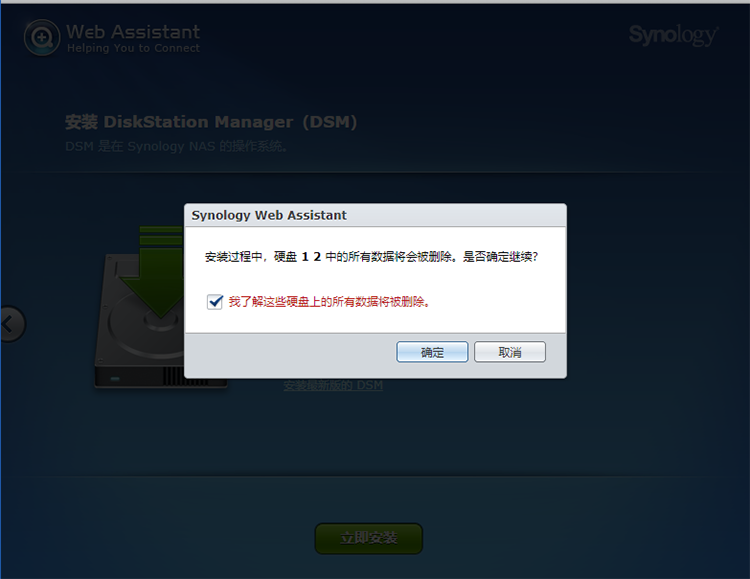 Web Assistant
Helping You to Connect
Synology
安装 DiskStation Manager (DSM)
DSM 是在 Synology NAS 的操作系统。
Synology Web Assistant
安装过程中，硬盘 1 2 中的所有数据将会被删除。是否确定继续?
我了解这些硬盘上的所有数据将被删除。
确定
取消
安装最新版的 DSM
立即安装